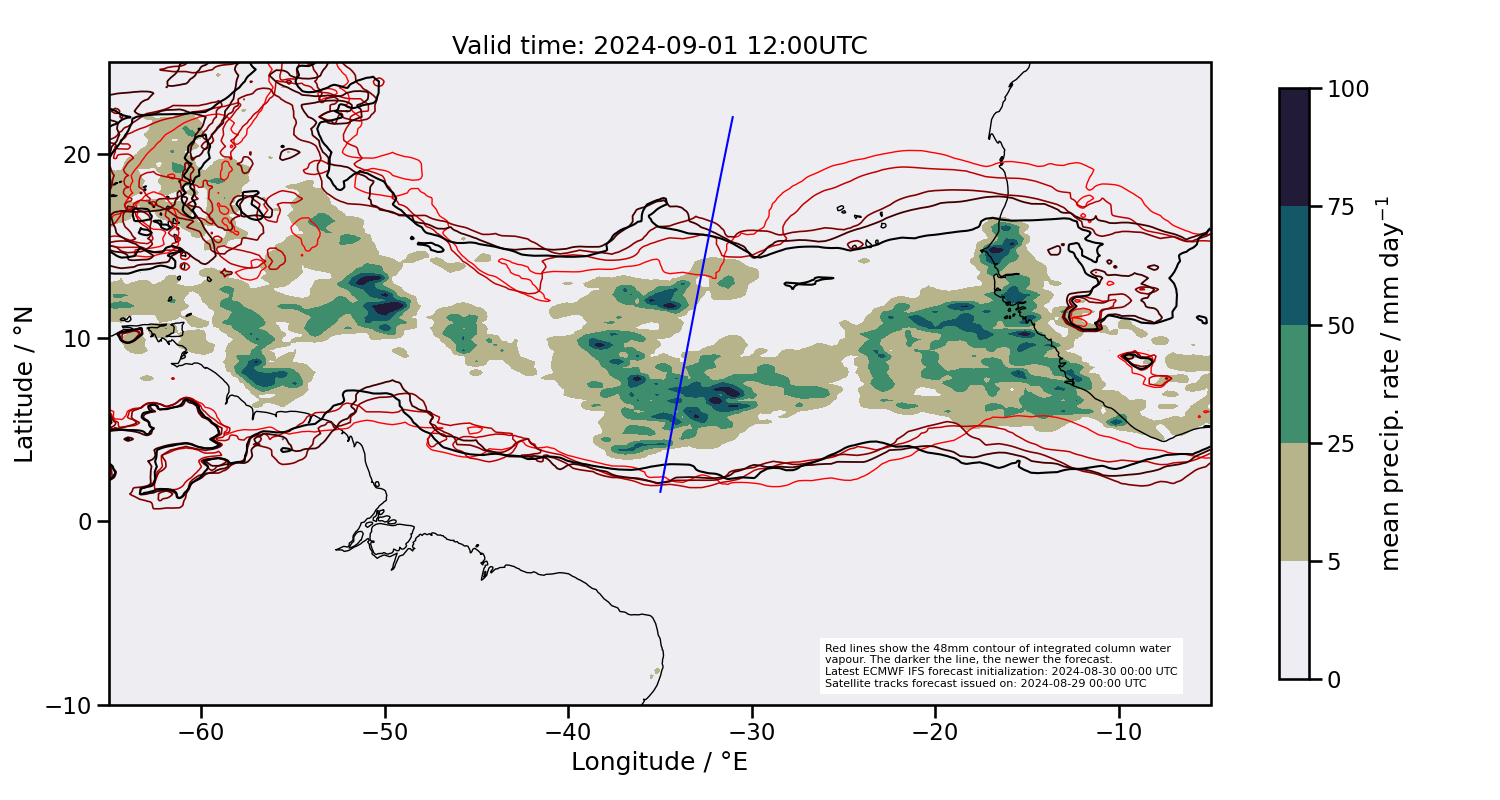 Valid time: 2024-09-01 12:00UTC
20
10
0
−10
Latitude / °N
−60
−50
−40
−30
−20
−10
Longitude / °E
Red lines show the 48mm contour of integrated column water
vapour. The darker the line, the newer the forecast.
Latest ECMWF IFS forecast initialization: 2024-08-30 00:00 UTC
Satellite tracks forecast issued on: 2024-08-29 00:00 UTC
100
75
50
25
5
0
mean precip. rate / mm day⁻¹